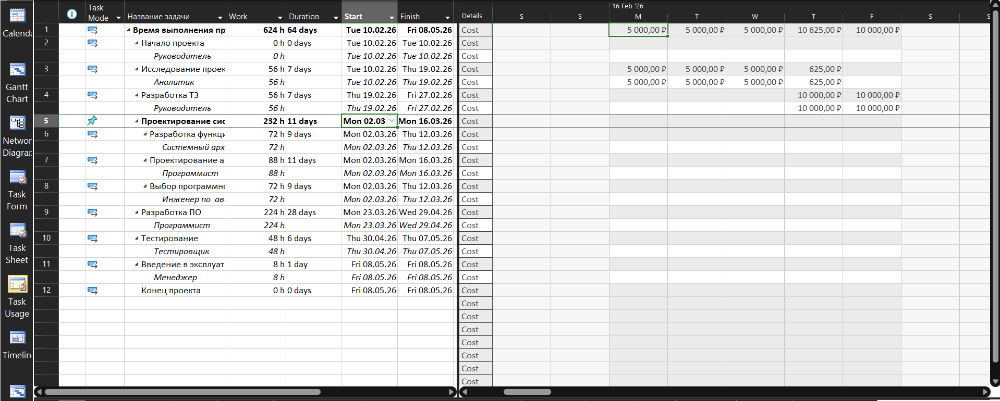 Calenda
Gantt
Chart
Networ
Diagrar...
Task
Form
Task
Sheet
Task
Usage
Timelin
Task
Mode
Название задачи
Work
Duration
Start
Finish
Details
16 Feb '26
S S M T W T F S S
1 Время выполнения пр 624 h 64 days Tue 10.02.26 Fri 08.05.26 Cost 5 000,00 ₽ 5 000,00 ₽ 5 000,00 ₽ 10 625,00 ₽ 10 000,00 ₽
2 Начало проекта 0 h 0 days Tue 10.02.26 Tue 10.02.26 Cost
Руководитель 0 h Tue 10.02.26 Tue 10.02.26 Cost
3 Исследование проек 56 h 7 days Tue 10.02.26 Thu 19.02.26 Cost 5 000,00 ₽ 5 000,00 ₽ 5 000,00 ₽ 625,00 ₽
Аналитик 56 h Tue 10.02.26 Thu 19.02.26 Cost 5 000,00 ₽ 5 000,00 ₽ 5 000,00 ₽ 625,00 ₽
4 Разработка ТЗ 56 h 7 days Thu 19.02.26 Fri 27.02.26 Cost 10 000,00 ₽ 10 000,00 ₽
Руководитель 56 h Thu 19.02.26 Fri 27.02.26 Cost 10 000,00 ₽ 10 000,00 ₽
5 Проектирование сис 232 h 11 days Mon 02.03. Mon 16.03.26 Cost
6 Разработка функци 72 h 9 days Mon 02.03.26 Thu 12.03.26 Cost
Системный арх 72 h Mon 02.03.26 Thu 12.03.26 Cost
7 Проектирование а 88 h 11 days Mon 02.03.26 Mon 16.03.26 Cost
Программист 88 h Mon 02.03.26 Mon 16.03.26 Cost
8 Выбор программно 72 h 9 days Mon 02.03.26 Thu 12.03.26 Cost
Инженер по ав 72 h Mon 02.03.26 Thu 12.03.26 Cost
9 Разработка ПО 224 h 28 days Mon 23.03.26 Wed 29.04.26 Cost
Программист 224 h Mon 23.03.26 Wed 29.04.26 Cost
10 Тестирование 48 h 6 days Thu 30.04.26 Thu 07.05.26 Cost
Тестировщик 48 h Thu 30.04.26 Thu 07.05.26 Cost
11 Введение в эксплуат 8 h 1 day Fri 08.05.26 Fri 08.05.26 Cost
Менеджер 8 h Fri 08.05.26 Fri 08.05.26 Cost
12 Конец проекта 0 h 0 days Fri 08.05.26 Fri 08.05.26 Cost
Cost
Cost
Cost
Cost
Cost
Cost
Cost